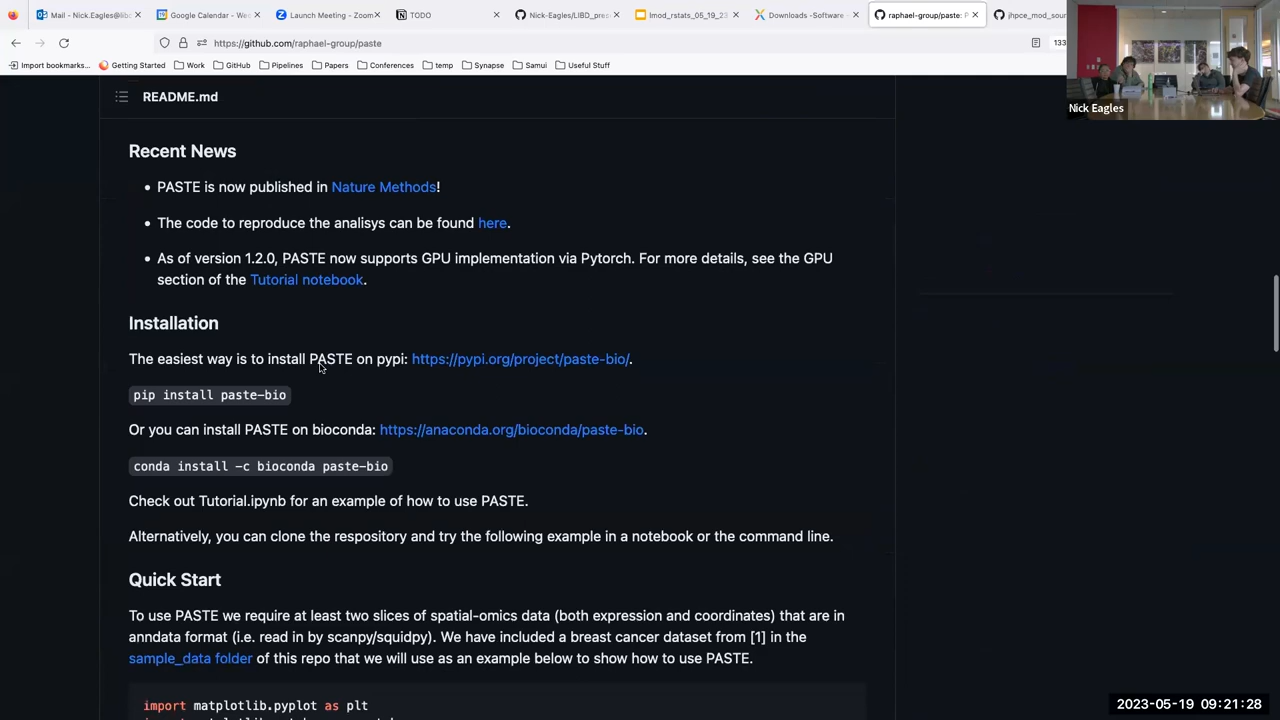 Mail - Nick.Eagles@libd
Google Calendar - Wed
Launch Meeting - Zoom
TODO
Nick-Eagles/LIBD_pres
lmod_rstats_05_19_23
Downloads -Software
raphael-group/paste: P
jhpce_mod_sour
https://github.com/raphael-group/paste
133
Import bookmarks...
Getting Started
Work
GitHub
Pipelines
Papers
Conferences
temp
Synapse
Samui
Useful Stuff
Nick Eagles
README.md
Recent News
• PASTE is now published in Nature Methods!
• The code to reproduce the analisys can be found here.
• As of version 1.2.0, PASTE now supports GPU implementation via Pytorch. For more details, see the GPU
section of the Tutorial notebook.
Installation
The easiest way is to install PASTE on pypi: https://pypi.org/project/paste-bio/.
pip install paste-bio
Or you can install PASTE on bioconda: https://anaconda.org/bioconda/paste-bio.
conda install -c bioconda paste-bio
Check out Tutorial.ipynb for an example of how to use PASTE.
Alternatively, you can clone the respository and try the following example in a notebook or the command line.
Quick Start
To use PASTE we require at least two slices of spatial-omics data (both expression and coordinates) that are in
anndata format (i.e. read in by scanpy/squidpy). We have included a breast cancer dataset from [1] in the
sample_data folder of this repo that we will use as an example below to show how to use PASTE.
import matplotlib.pyplot as plt
2023-05-19 09:21:28